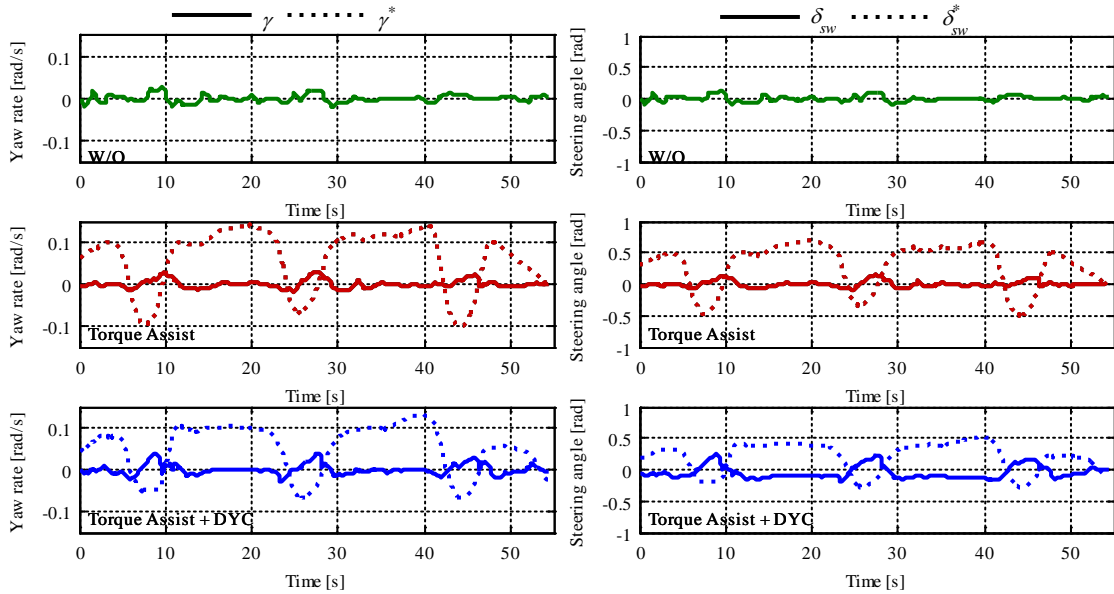 γ γ*
Yaw rate [rad/s]
0.1
0
-0.1
W/O
0 10 20 30 40 50
Time [s]
Yaw rate [rad/s]
0.1
0
-0.1
Torque Assist
0 10 20 30 40 50
Time [s]
Yaw rate [rad/s]
0.1
0
-0.1
Torque Assist + DYC
0 10 20 30 40 50
Time [s]
δsw δ*sw
Steering angle [rad]
1
0.5
0
-0.5
-1
W/O
0 10 20 30 40 50
Time [s]
Steering angle [rad]
1
0.5
0
-0.5
-1
Torque Assist
0 10 20 30 40 50
Time [s]
Steering angle [rad]
1
0.5
0
-0.5
-1
Torque Assist + DYC
0 10 20 30 40 50
Time [s]